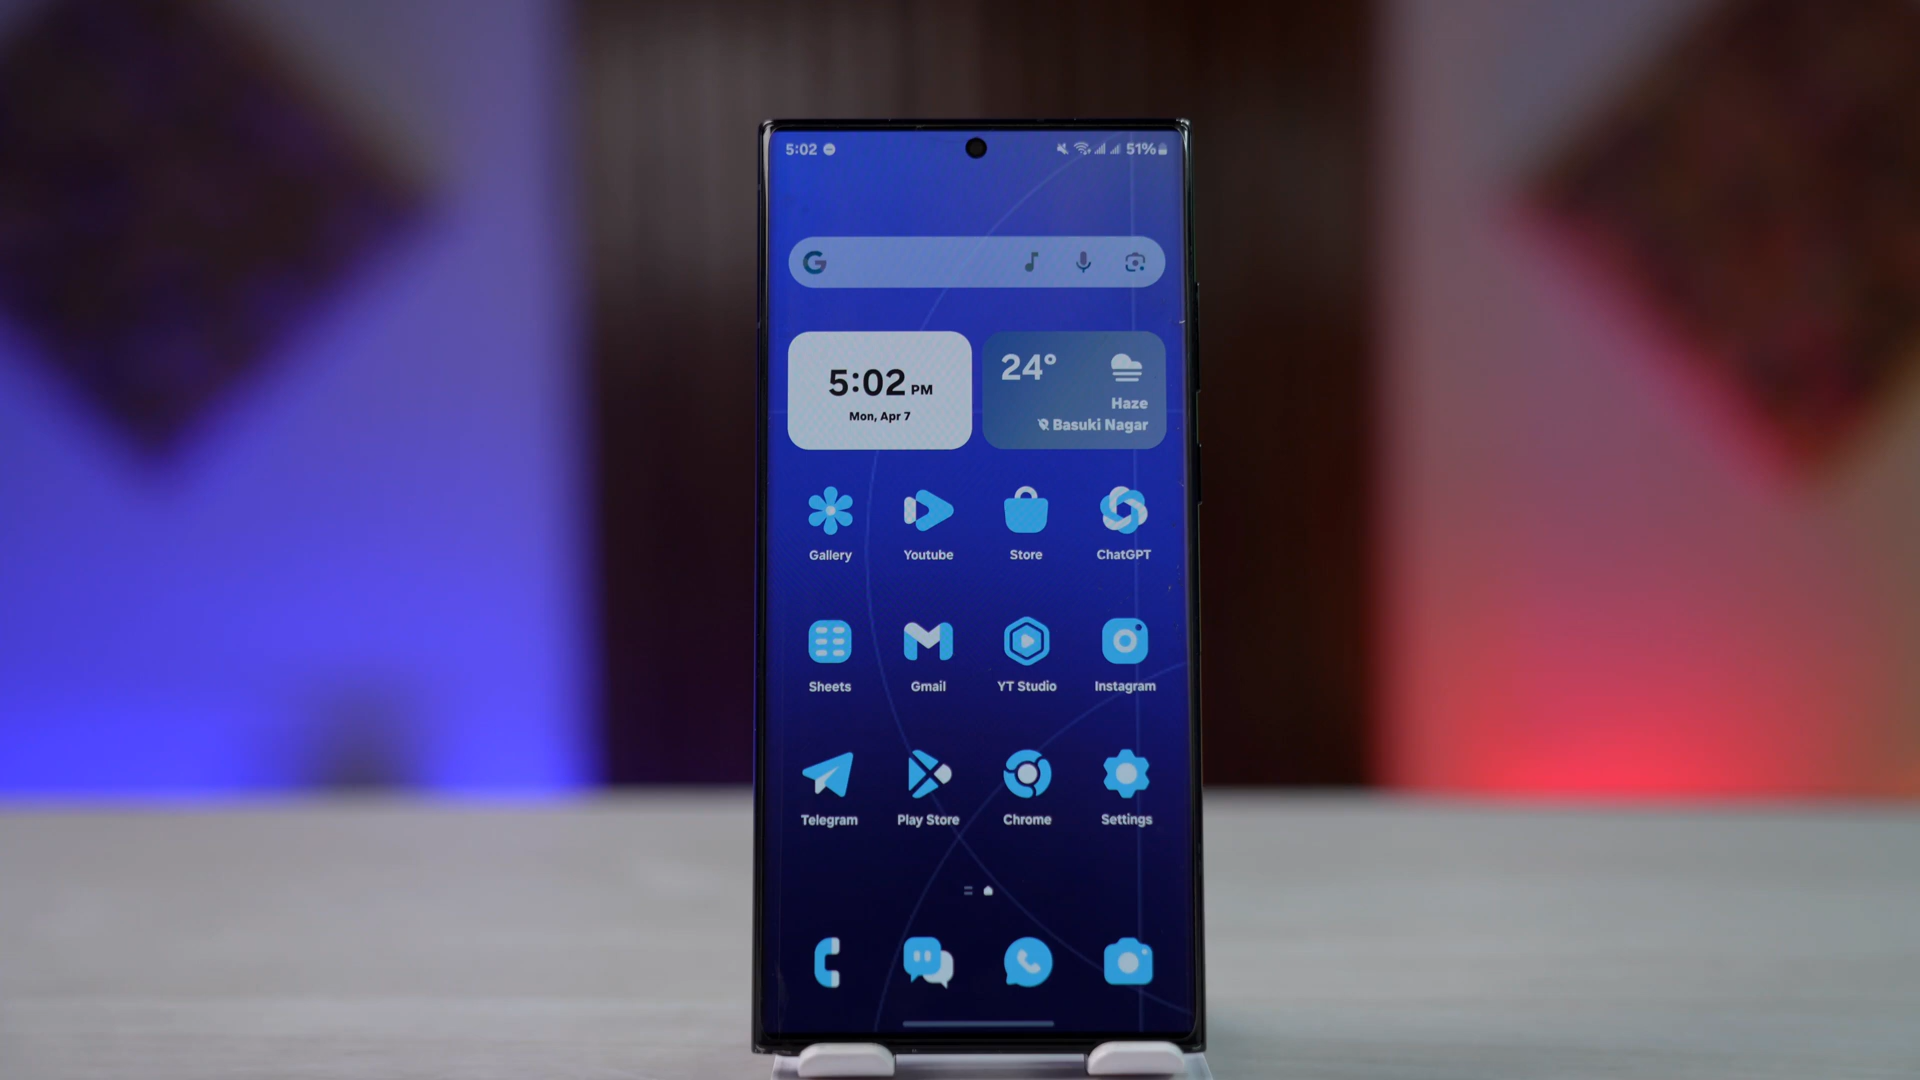 5:02
51%
G
24°
5:02 PM
Haze
Mon, Apr 7
Basuki Nagar
Gallery
Youtube
Store
ChatGPT
Sheets
Gmail
YT Studio
Instagram
Telegram
Play Store
Chrome
Settings